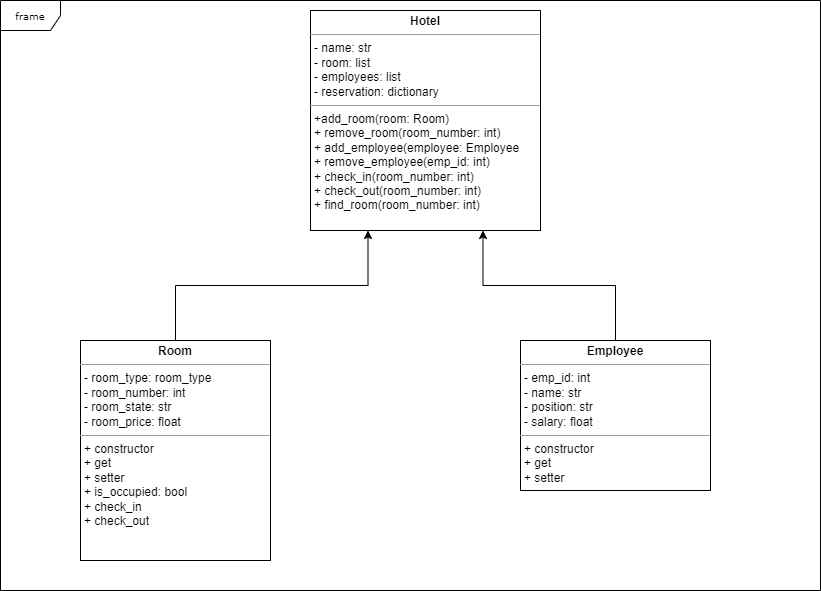 frame
Hotel
- name: str
- room: list
- employees: list
- reservation: dictionary
+add_room(room: Room)
+ remove_room(room_number: int)
+ add_employee(employee: Employee
+ remove_employee(emp_id: int)
+ check_in(room_number: int)
+ check_out(room_number: int)
+ find_room(room_number: int)
Room
- room_type: room_type
- room_number: int
- room_state: str
- room_price: float
+ constructor
+ get
+ setter
+ is_occupied: bool
+ check_in
+ check_out
Employee
- emp_id: int
- name: str
- position: str
- salary: float
+ constructor
+ get
+ setter